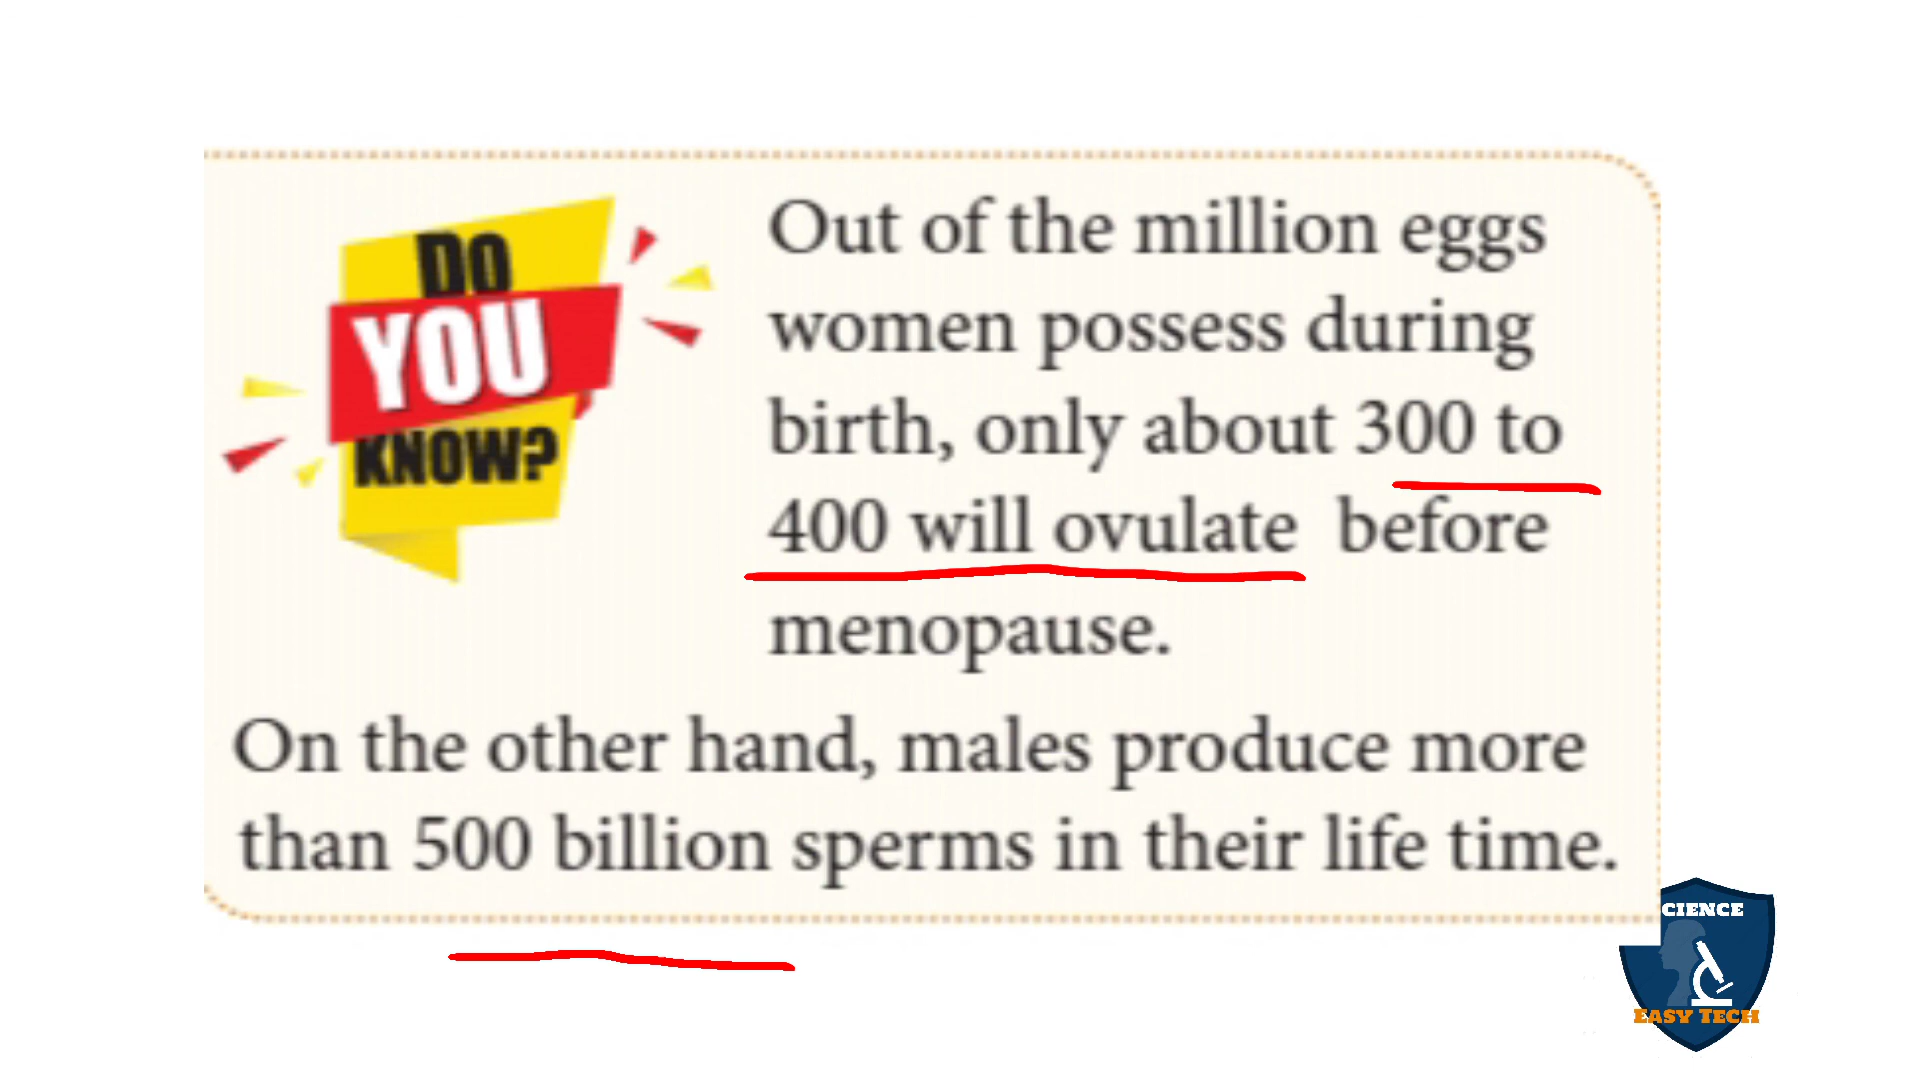 DO
YOU
KNOW?
Out of the million eggs
women possess during
birth, only about 300 to
400 will ovulate before
menopause.
On the other hand, males produce more
than 500 billion sperms in their life time.
CIENCE
EASY TECH